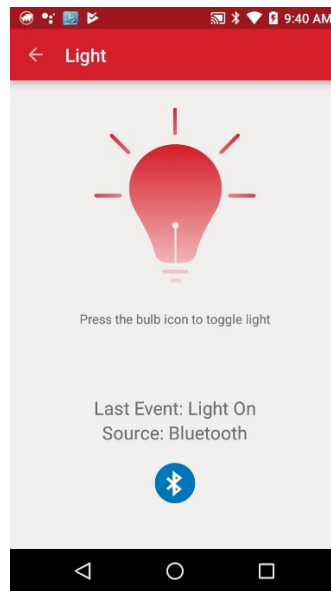 9:40 AM
Light
Press the bulb icon to toggle light
Last Event: Light On
Source: Bluetooth